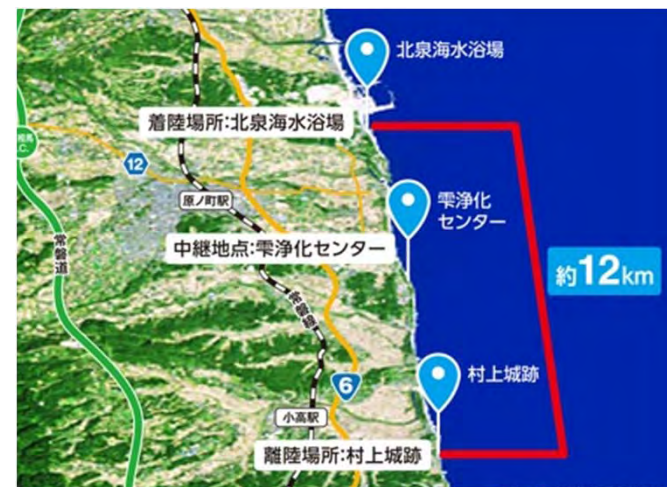 北泉海水浴場
着陸場所:北泉海水浴場
12
原ノ町駅
雫浄化
センター
中継地点:雫浄化センター
常磐道
常磐線
約12km
6
村上城跡
小高駅
離陸場所:村上城跡